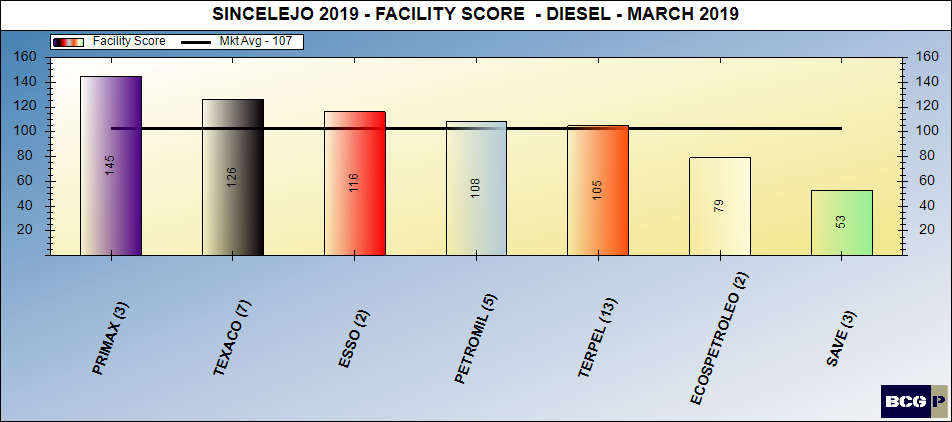 SINCELEJO 2019 - FACILITY SCORE - DIESEL - MARCH 2019
Facility Score Mkt Avg - 107
160 160
140 140
120 120
100 100
80 80
60 60
40 40
20 20
145 126 116 108 105 79 53
PRIMAX (3) TEXACO (7) ESSO (2) PETROMIL (5) TERPEL (13) ECOSPETROLEO (2) SAVE (3)
BCG P